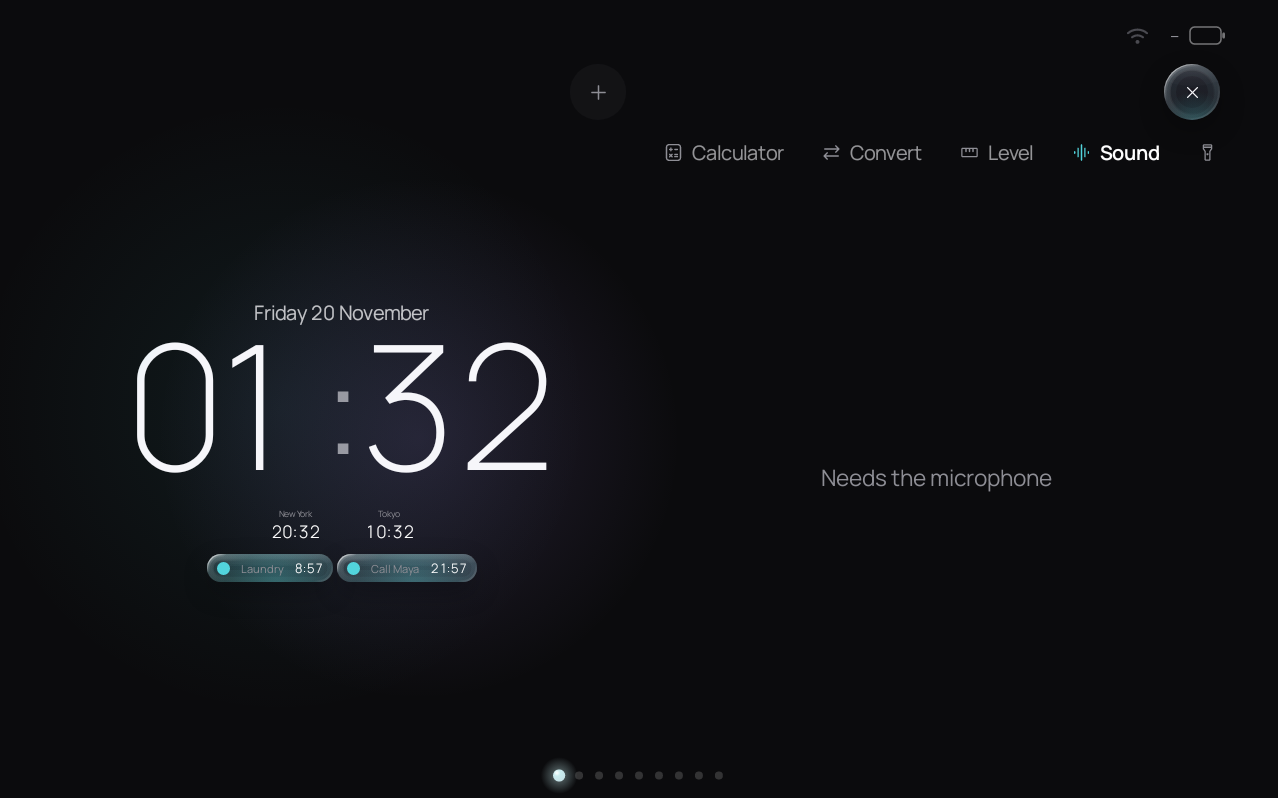 Calculator Convert Level Sound
Friday 20 November
01:32
New York Tokyo
20:32 10:32
Laundry 8:57 Call Maya 21:57
Needs the microphone